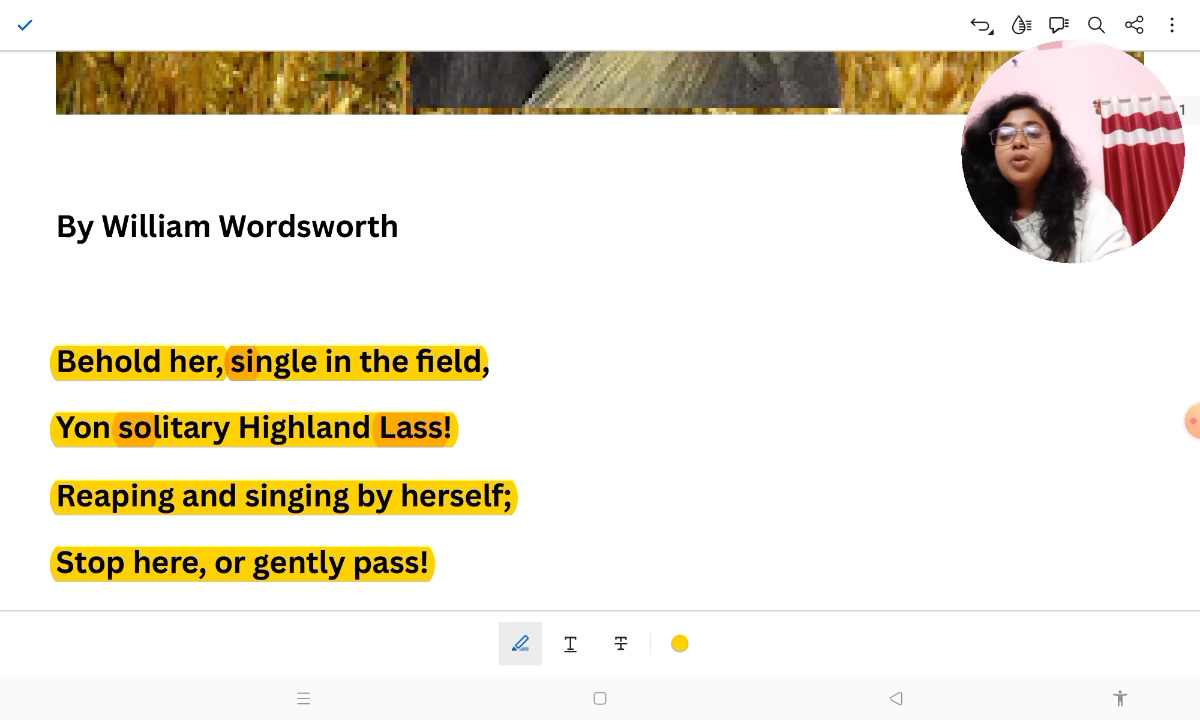 1
By William Wordsworth
Behold her, single in the field,
Yon solitary Highland Lass!
Reaping and singing by herself;
Stop here, or gently pass!